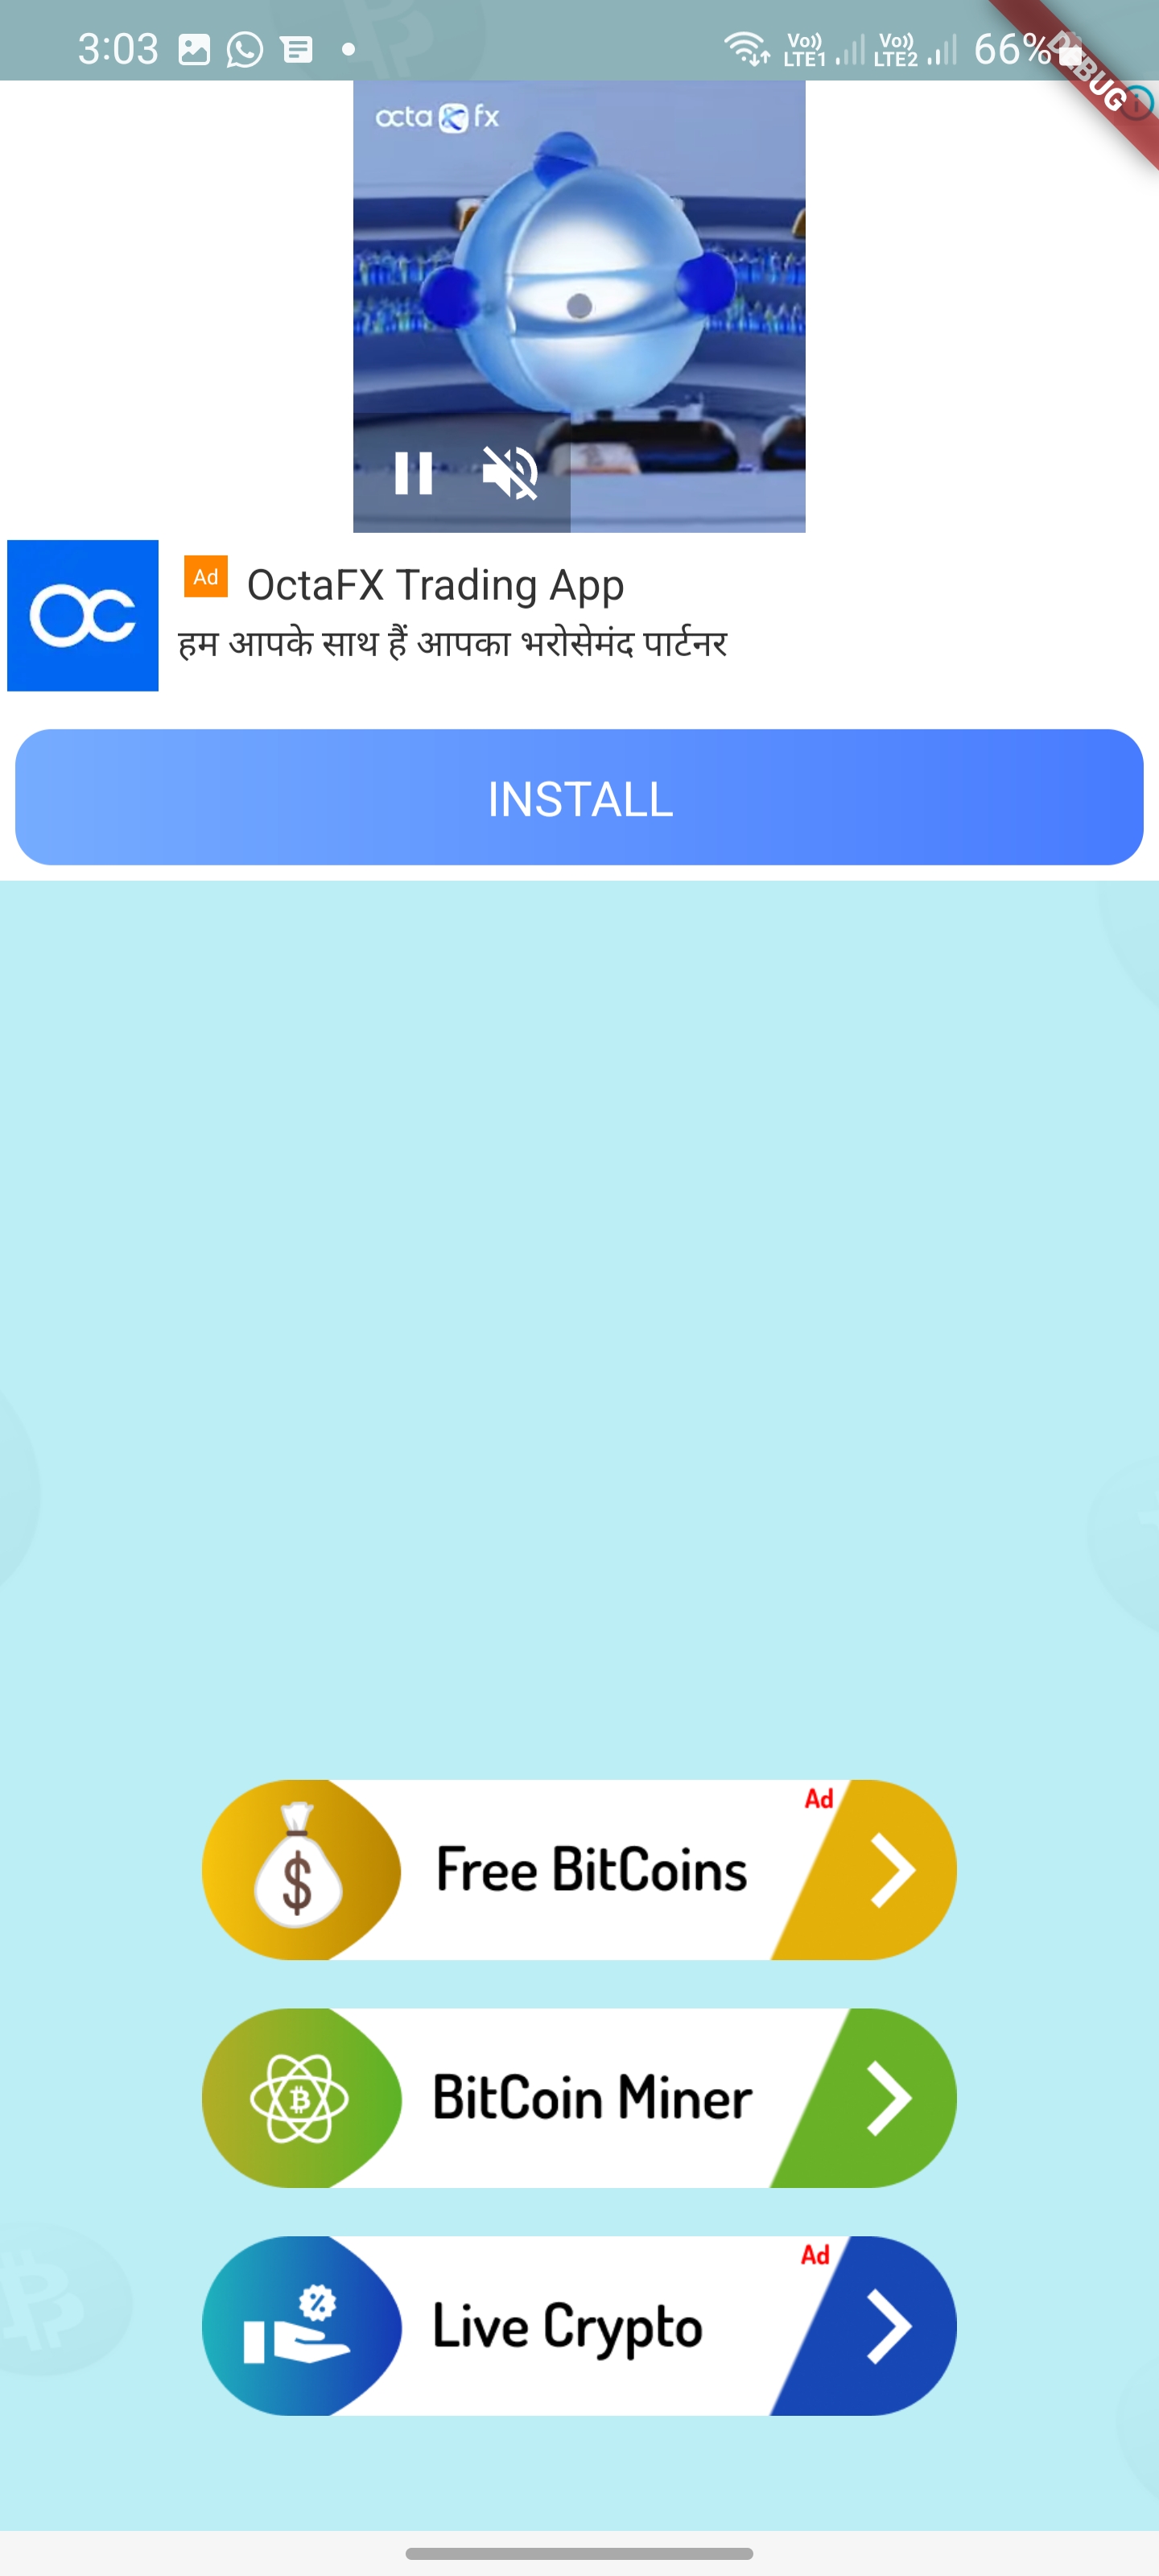 3:03 Vo)) LTE1 Vo)) LTE2 66%
DEBUG
octa fx
Ad OctaFX Trading App
हम आपके साथ हैं आपका भरोसेमंद पार्टनर
INSTALL
Ad
Free BitCoins
BitCoin Miner
Ad
Live Crypto